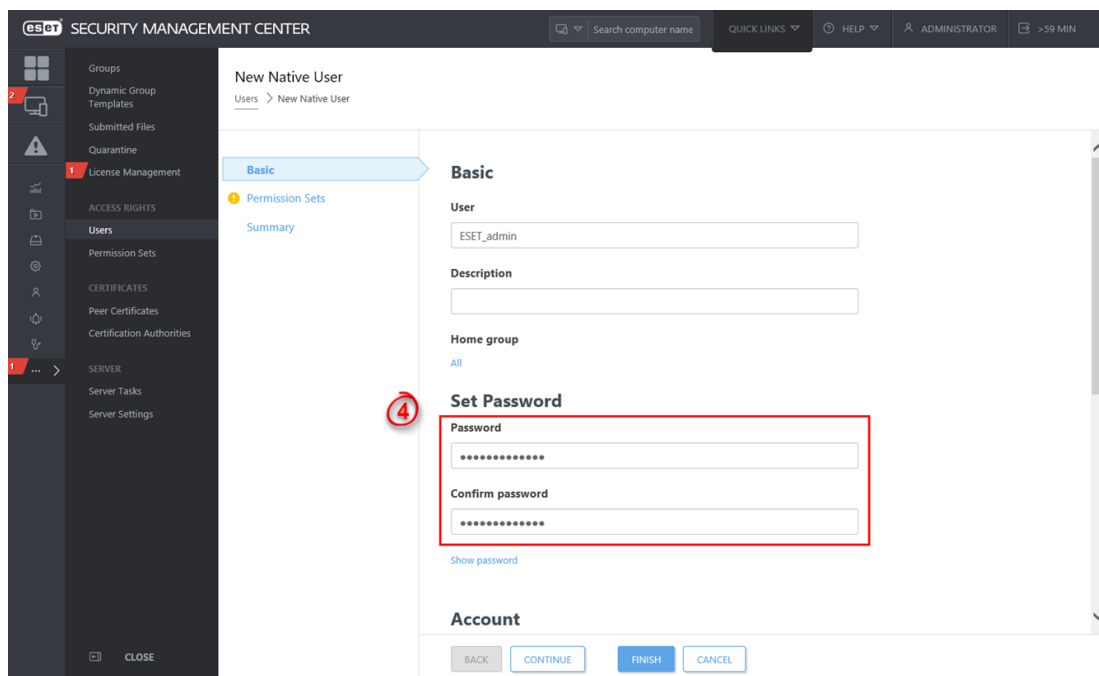 eset SECURITY MANAGEMENT CENTER
Search computer name
QUICK LINKS
? HELP
ADMINISTRATOR
>59 MIN
2
1
1
...
Groups
Dynamic Group
Templates
Submitted Files
Quarantine
License Management
ACCESS RIGHTS
Users
Permission Sets
CERTIFICATES
Peer Certificates
Certification Authorities
SERVER
Server Tasks
Server Settings
CLOSE
New Native User
Users > New Native User
Basic
! Permission Sets
Summary
Basic
User
ESET_admin
Description
Home group
All
4
Set Password
Password
•••••••••••••
Confirm password
•••••••••••••
Show password
Account
BACK
CONTINUE
FINISH
CANCEL